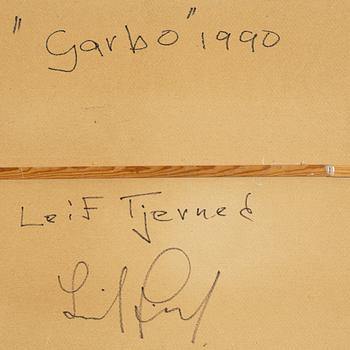 "Garbo" 1990
Leif Tjerned